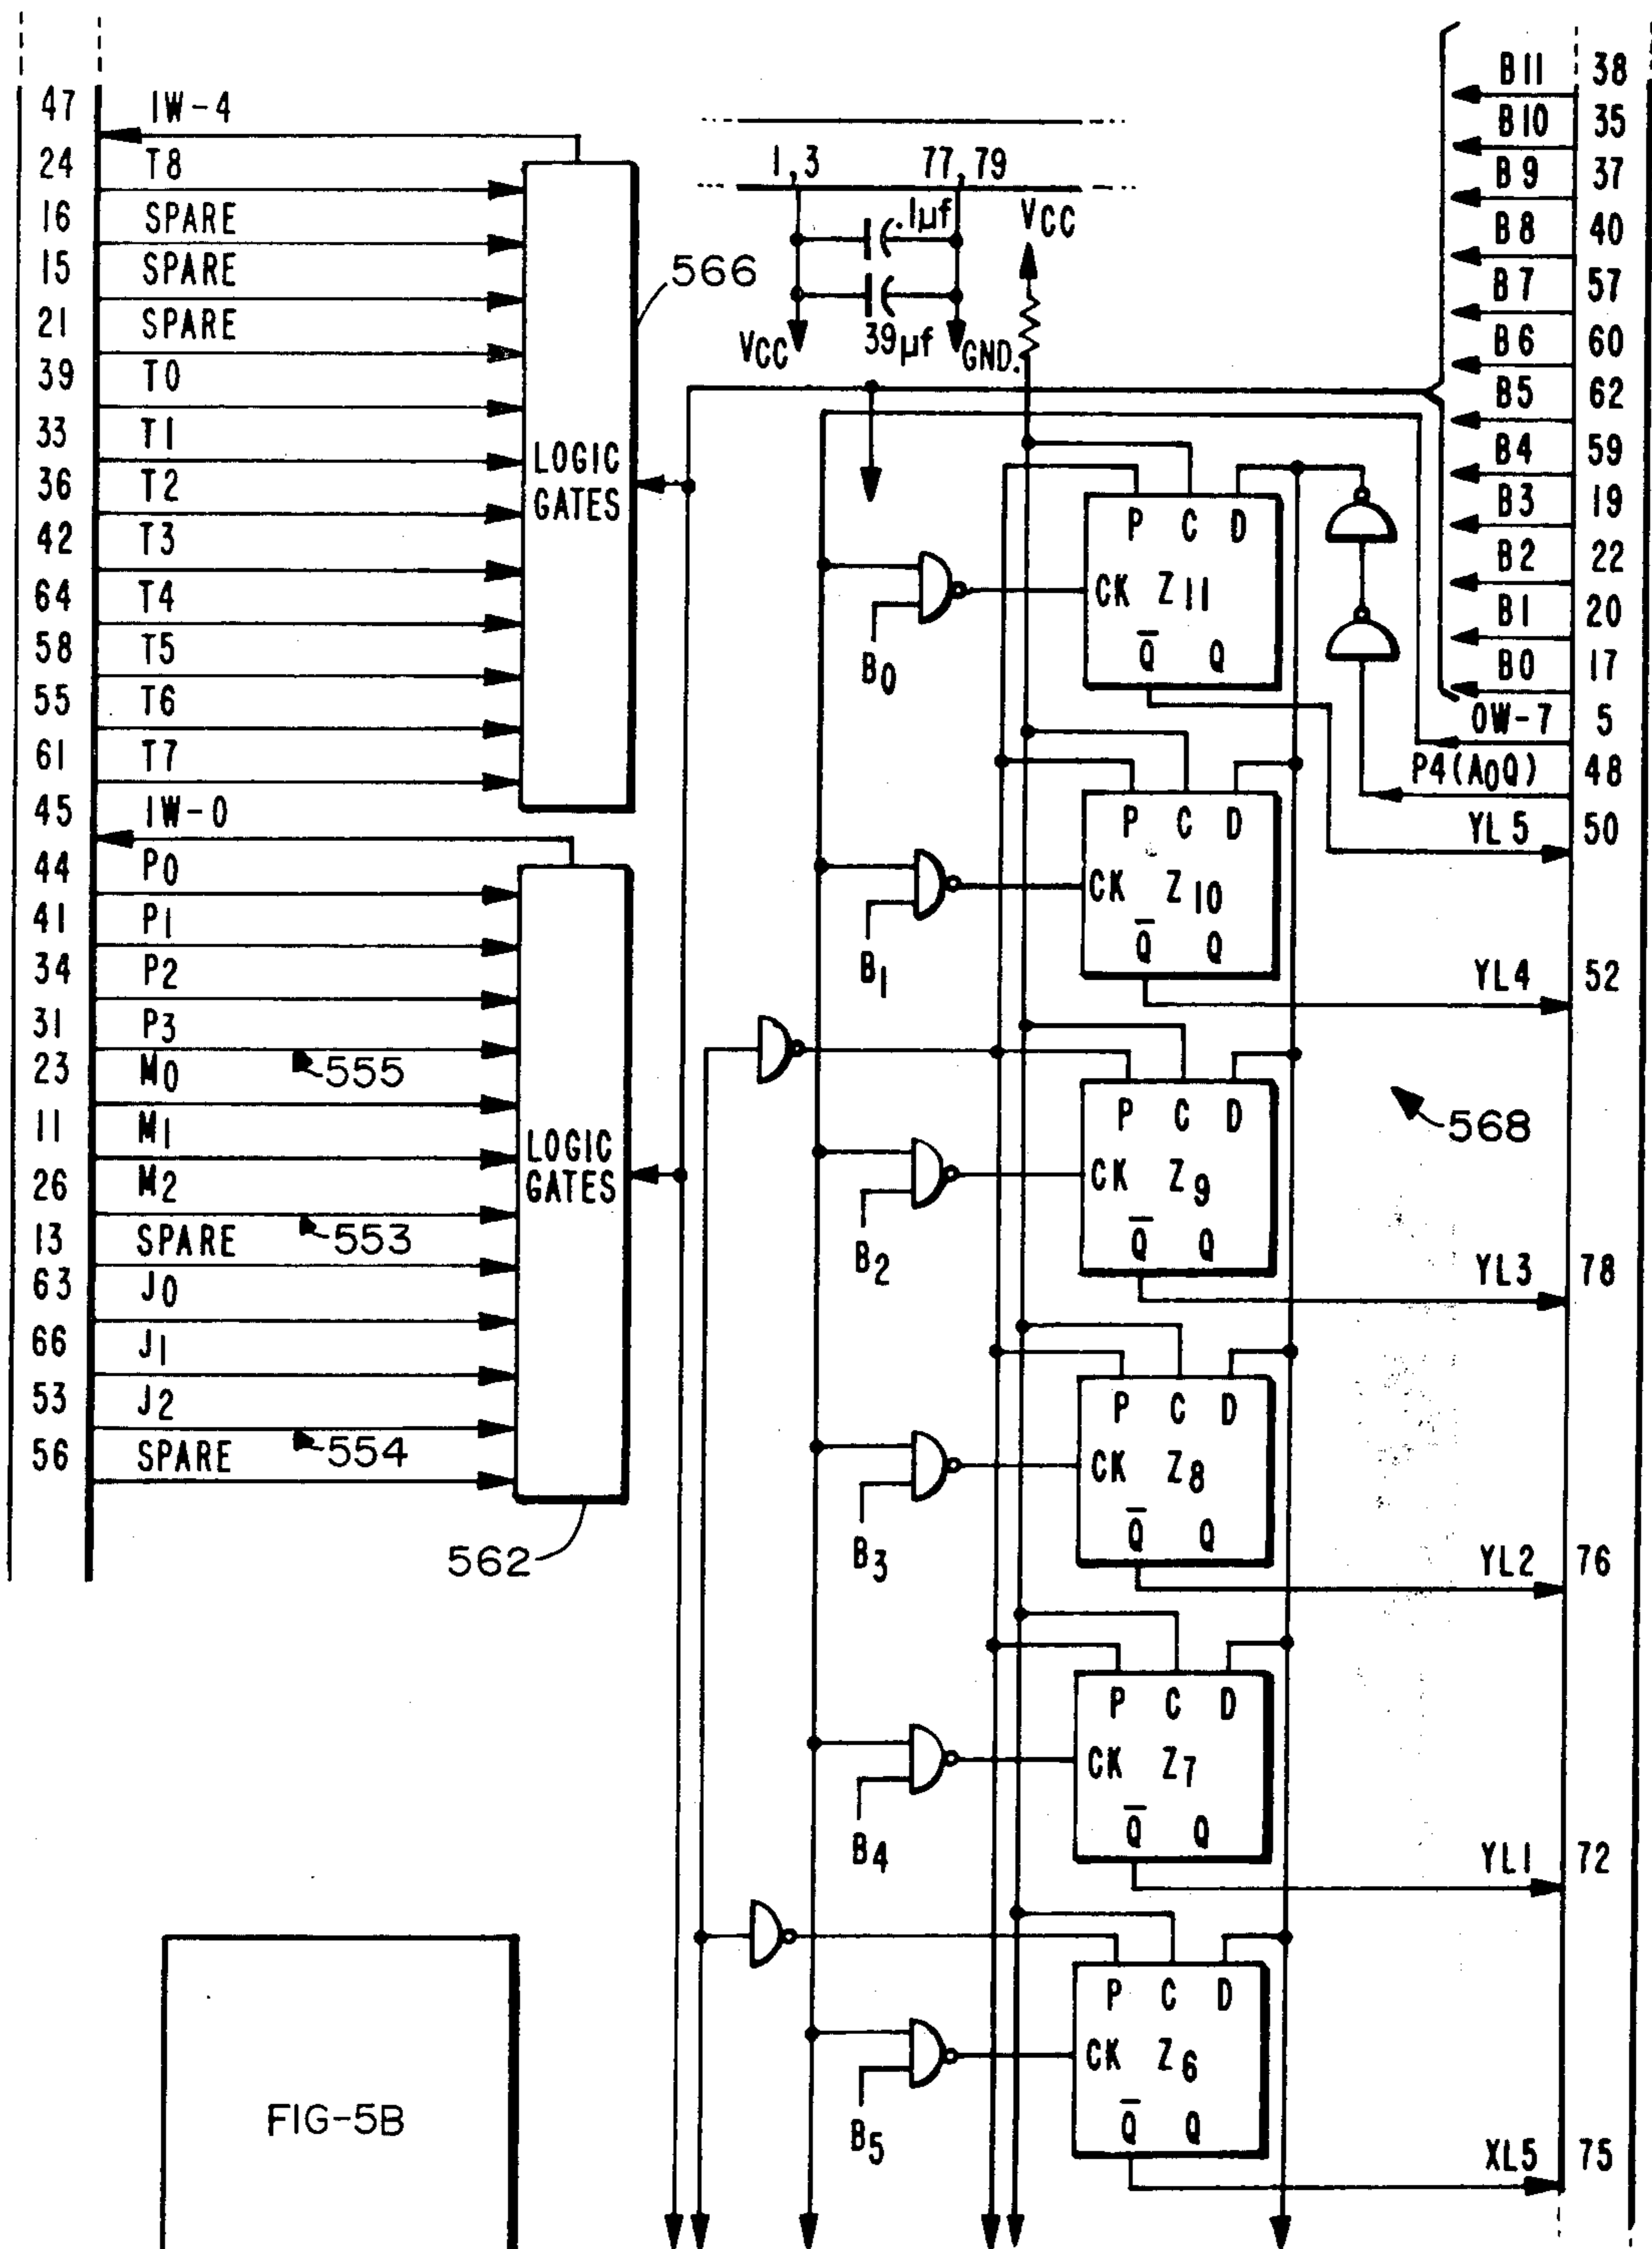 47 IW-4
24 T8
16 SPARE
15 SPARE
21 SPARE
39 T0
33 T1
36 T2
42 T3
64 T4
58 T5
55 T6
61 T7
45 IW-0
44 P0
41 P1
34 P2
31 P3
555
23 M0
11 M1
26 M2
553
13 SPARE
63 J0
66 J1
53 J2
554
56 SPARE
LOGIC
GATES
566
LOGIC
GATES
562
1,3 77,79
.1µf
VCC
39µf
VCC GND.
B11 38
B10 35
B9 37
B8 40
B7 57
B6 60
B5 62
B4 59
B3 19
B2 22
B1 20
B0 17
OW-7 5
P4(A0Q) 48
YL5 50
P C D
CK Z11
Q̅ Q
B0
P C D
CK Z10
Q̅ Q
B1
YL4 52
P C D
CK Z9
Q̅ Q
B2
568
YL3 78
P C D
CK Z8
Q̅ Q
B3
YL2 76
P C D
CK Z7
Q̅ Q
B4
YL1 72
P C D
CK Z6
Q̅ Q
B5
XL5 75
FIG-5B